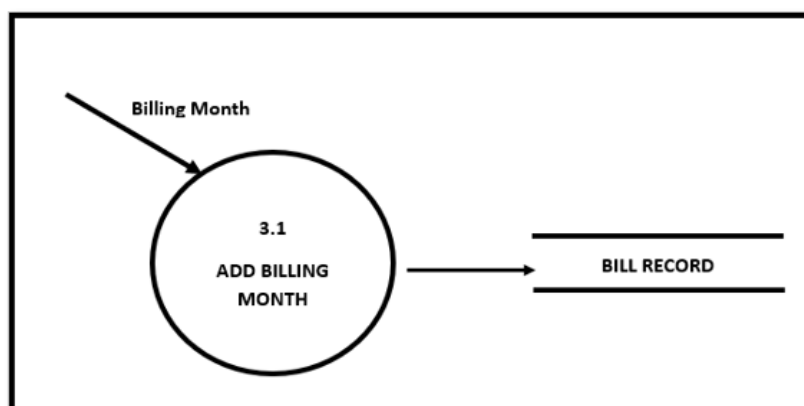 Billing Month
3.1
ADD BILLING
MONTH
BILL RECORD